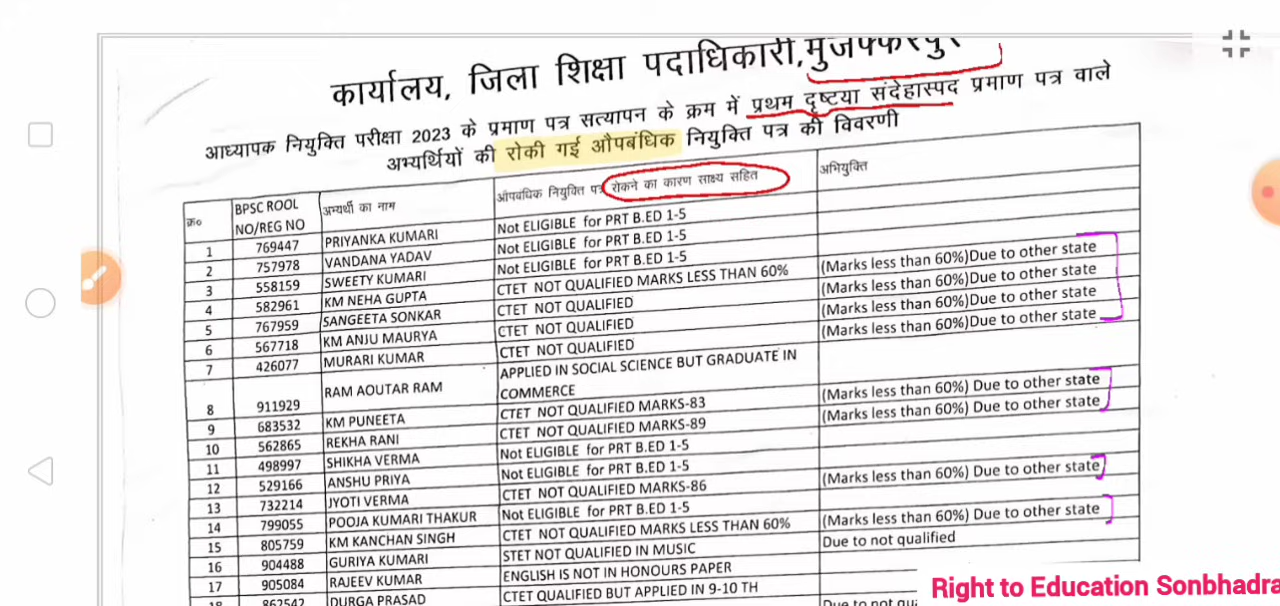 कार्यालय, जिला शिक्षा पदाधिकारी,मुजफ्फरपुर
आध्यापक नियुक्ति परीक्षा 2023 के प्रमाण पत्र सत्यापन के क्रम में प्रथम दृष्टया संदेहास्पद प्रमाण पत्र वाले
अभ्यर्थियों की रोकी गई औपबंधिक नियुक्ति पत्र की विवरणी
क्र० BPSC ROOL NO/REG NO अभ्यर्थी का नाम औपबंधिक नियुक्ति पत्र रोकने का कारण साक्ष्य सहित अभियुक्ति
1 769447 PRIYANKA KUMARI Not ELIGIBLE for PRT B.ED 1-5
2 757978 VANDANA YADAV Not ELIGIBLE for PRT B.ED 1-5
3 558159 SWEETY KUMARI Not ELIGIBLE for PRT B.ED 1-5
4 582961 KM NEHA GUPTA CTET NOT QUALIFIED MARKS LESS THAN 60% (Marks less than 60%)Due to other state
5 767959 SANGEETA SONKAR CTET NOT QUALIFIED (Marks less than 60%)Due to other state
6 567718 KM ANJU MAURYA CTET NOT QUALIFIED (Marks less than 60%)Due to other state
7 426077 MURARI KUMAR CTET NOT QUALIFIED (Marks less than 60%)Due to other state
8 911929 RAM AOUTAR RAM APPLIED IN SOCIAL SCIENCE BUT GRADUATE IN
COMMERCE
9 683532 KM PUNEETA CTET NOT QUALIFIED MARKS-83 (Marks less than 60%) Due to other state
10 562865 REKHA RANI CTET NOT QUALIFIED MARKS-89 (Marks less than 60%) Due to other state
11 498997 SHIKHA VERMA Not ELIGIBLE for PRT B.ED 1-5
12 529166 ANSHU PRIYA Not ELIGIBLE for PRT B.ED 1-5
13 732214 JYOTI VERMA CTET NOT QUALIFIED MARKS-86 (Marks less than 60%) Due to other state
14 799055 POOJA KUMARI THAKUR Not ELIGIBLE for PRT B.ED 1-5
15 805759 KM KANCHAN SINGH CTET NOT QUALIFIED MARKS LESS THAN 60% (Marks less than 60%) Due to other state
16 904488 GURIYA KUMARI STET NOT QUALIFIED IN MUSIC Due to not qualified
17 905084 RAJEEV KUMAR ENGLISH IS NOT IN HONOURS PAPER
18 862542 DURGA PRASAD CTET QUALIFIED BUT APPLIED IN 9-10 TH Due to not
Right to Education Sonbhadra